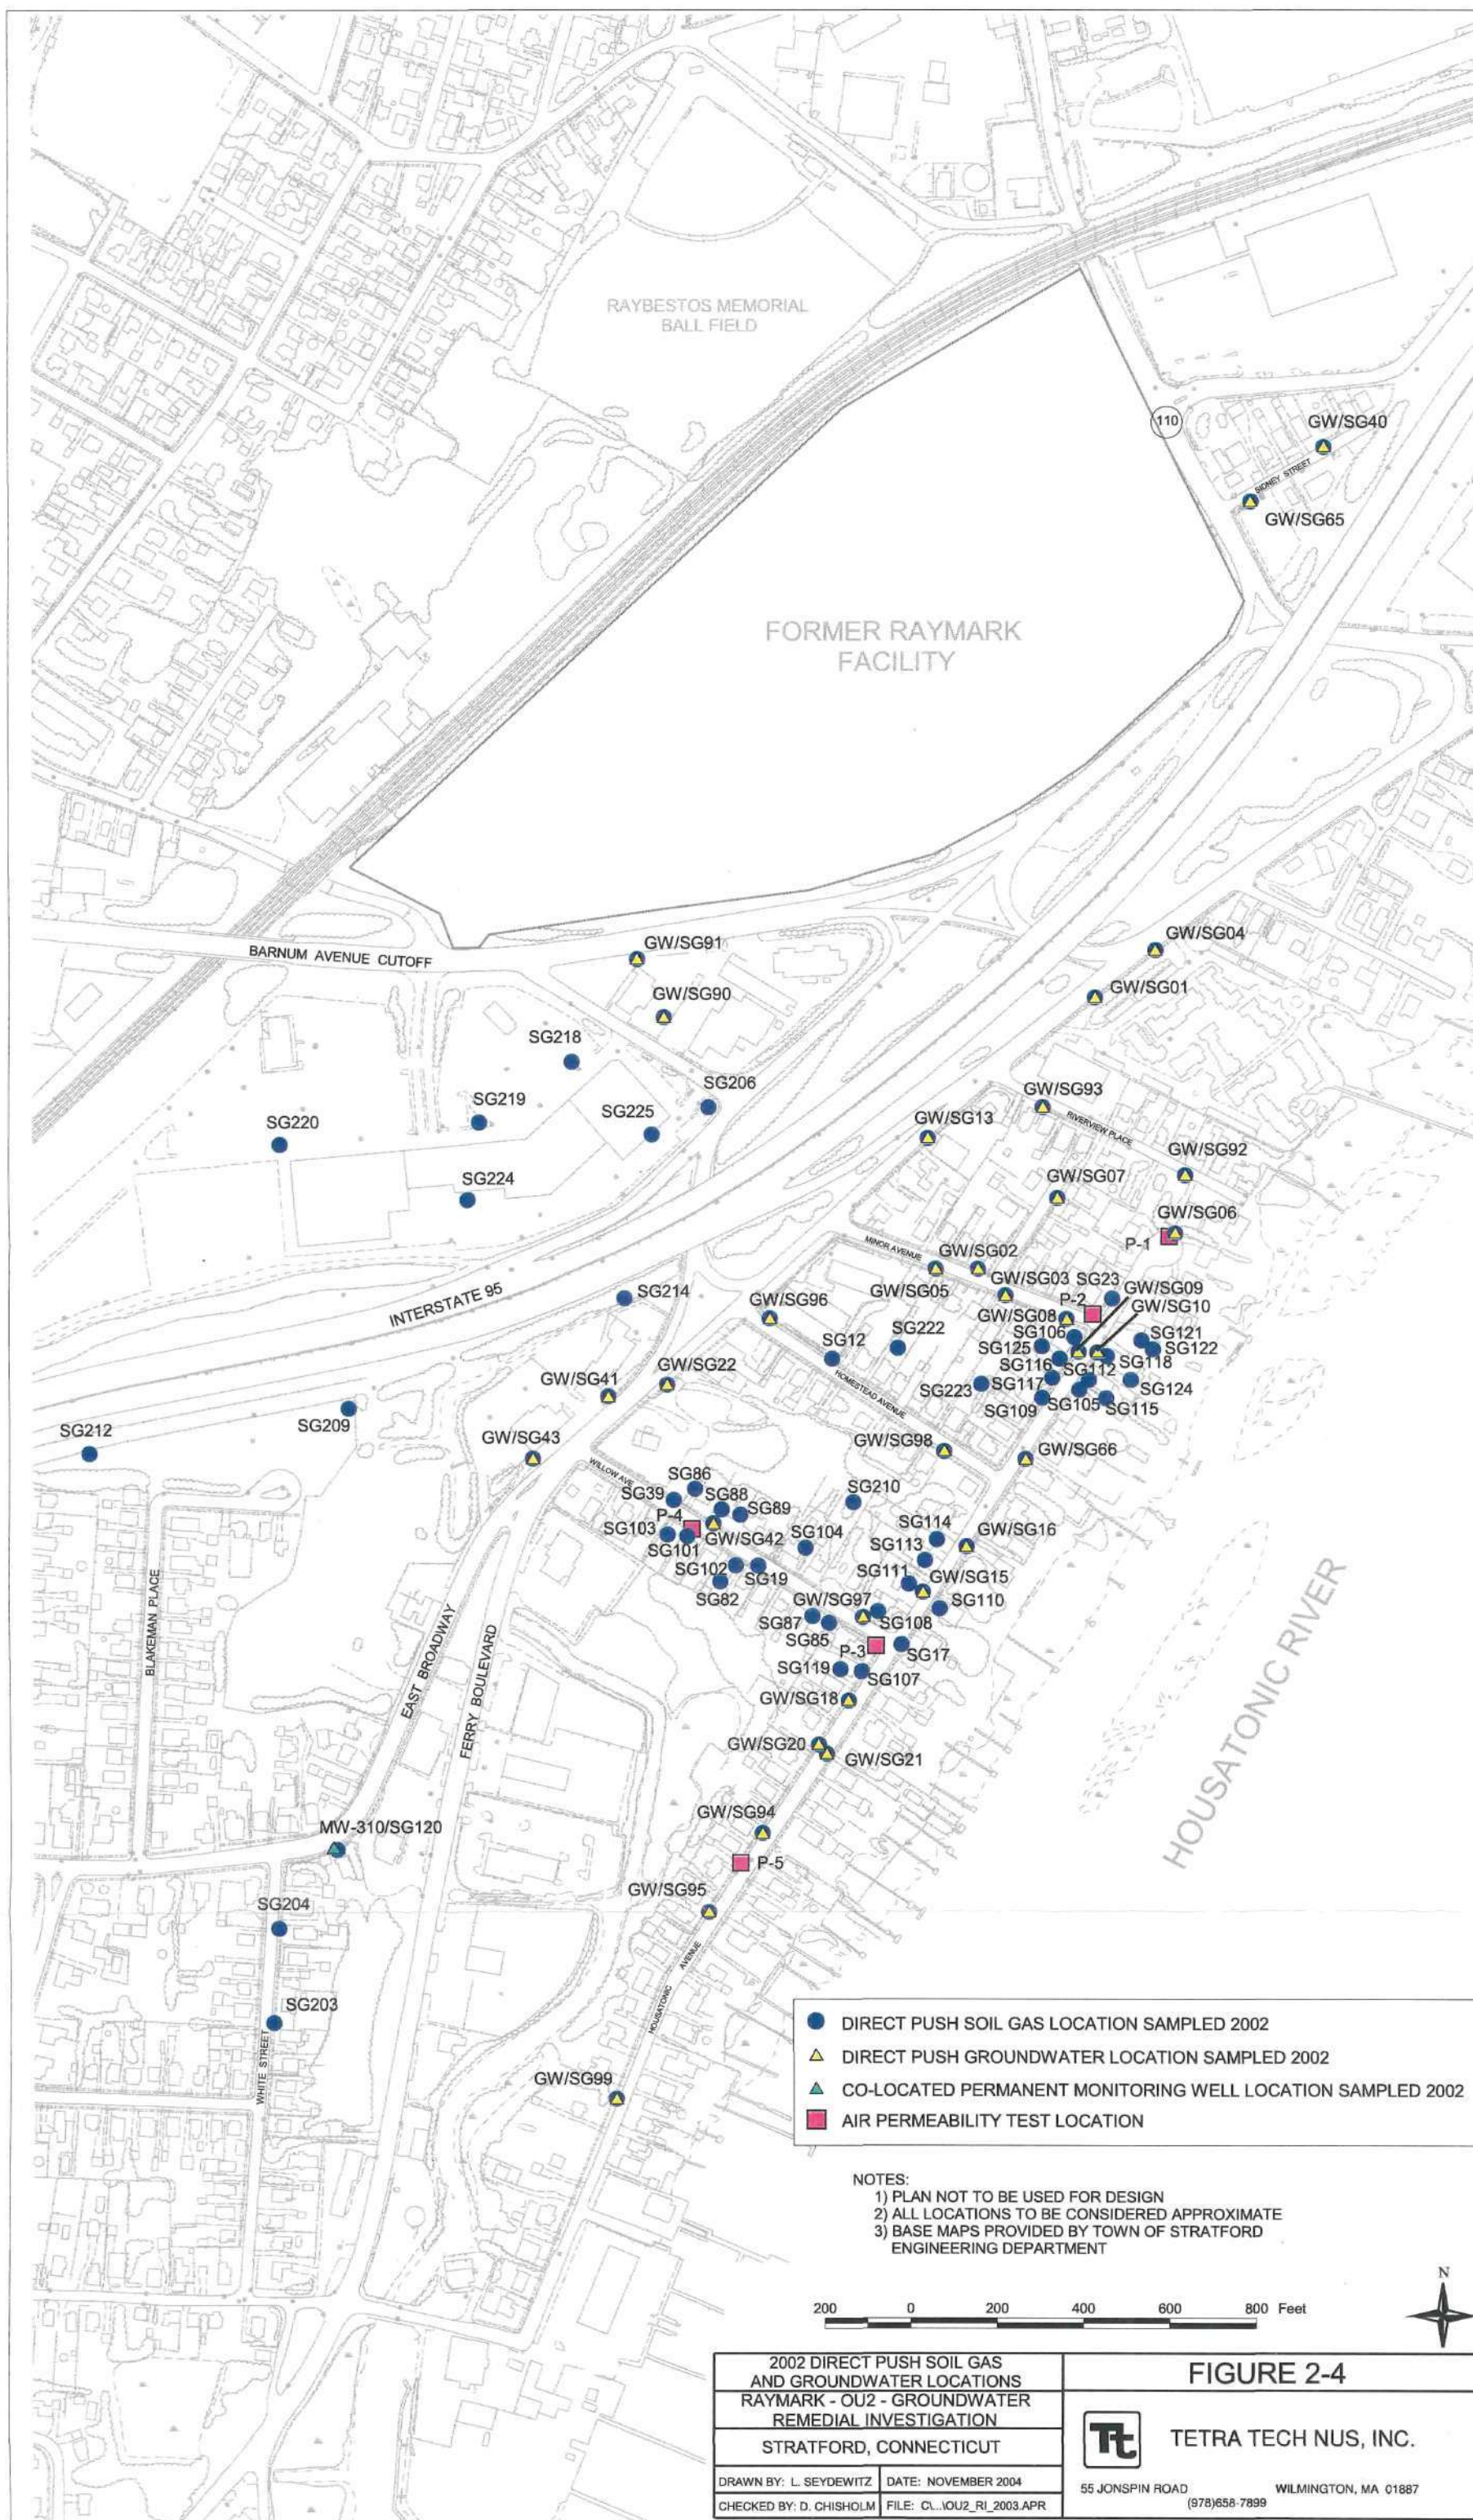 RAYBESTOS MEMORIAL
BALL FIELD
110
GW/SG40
SIDNEY STREET
GW/SG65
FORMER RAYMARK
FACILITY
BARNUM AVENUE CUTOFF
GW/SG91
GW/SG04
GW/SG90
GW/SG01
SG218
SG206
SG219
SG225
SG220
GW/SG93
RIVERVIEW PLACE
GW/SG13
GW/SG92
SG224
GW/SG07
GW/SG06
P-1
MINOR AVENUE
GW/SG02
GW/SG05
GW/SG03
SG23
GW/SG09
P-2
GW/SG10
INTERSTATE 95
SG214
GW/SG96
GW/SG08
SG106
SG222
SG12
SG125
SG121
SG122
SG116
SG118
SG112
GW/SG22
GW/SG41
HOMESTEAD AVENUE
SG223
SG117
SG124
SG109
SG105
SG115
SG209
SG212
GW/SG43
GW/SG98
GW/SG66
WILLOW AVE
SG86
SG39
SG88
SG89
SG210
P-4
SG103
GW/SG42
SG101
SG104
SG114
GW/SG16
SG113
SG102
SG19
SG111
GW/SG15
SG82
GW/SG97
SG110
SG87
SG108
SG85
P-3
SG17
SG119
SG107
GW/SG18
BLAKEMAN PLACE
EAST BROADWAY
FERRY BOULEVARD
HOUSATONIC RIVER
GW/SG20
GW/SG21
MW-310/SG120
GW/SG94
P-5
GW/SG95
SG204
HOUSATONIC AVENUE
SG203
WHITE STREET
GW/SG99
DIRECT PUSH SOIL GAS LOCATION SAMPLED 2002
DIRECT PUSH GROUNDWATER LOCATION SAMPLED 2002
CO-LOCATED PERMANENT MONITORING WELL LOCATION SAMPLED 2002
AIR PERMEABILITY TEST LOCATION
NOTES:
1) PLAN NOT TO BE USED FOR DESIGN
2) ALL LOCATIONS TO BE CONSIDERED APPROXIMATE
3) BASE MAPS PROVIDED BY TOWN OF STRATFORD
ENGINEERING DEPARTMENT
N
200 0 200 400 600 800 Feet
2002 DIRECT PUSH SOIL GAS
AND GROUNDWATER LOCATIONS
RAYMARK - OU2 - GROUNDWATER
REMEDIAL INVESTIGATION
STRATFORD, CONNECTICUT
DRAWN BY: L. SEYDEWITZ
DATE: NOVEMBER 2004
CHECKED BY: D. CHISHOLM
FILE: C\...\OU2_RI_2003.APR
FIGURE 2-4
Tt
TETRA TECH NUS, INC.
55 JONSPIN ROAD
WILMINGTON, MA 01887
(978)658-7899